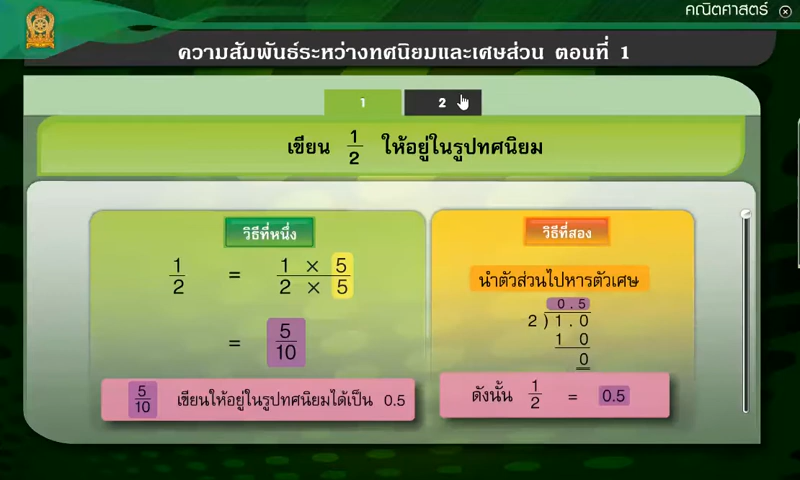 คณิตศาสตร์
ความสัมพันธ์ระหว่างทศนิยมและเศษส่วน ตอนที่ 1
1 2
เขียน 1/2 ให้อยู่ในรูปทศนิยม
วิธีที่หนึ่ง
1/2 = 1 × 5 / 2 × 5
= 5/10
5/10 เขียนให้อยู่ในรูปทศนิยมได้เป็น 0.5
วิธีที่สอง
นำตัวส่วนไปหารตัวเศษ
0.5
2 ) 1 . 0
1 0
0
ดังนั้น 1/2 = 0.5